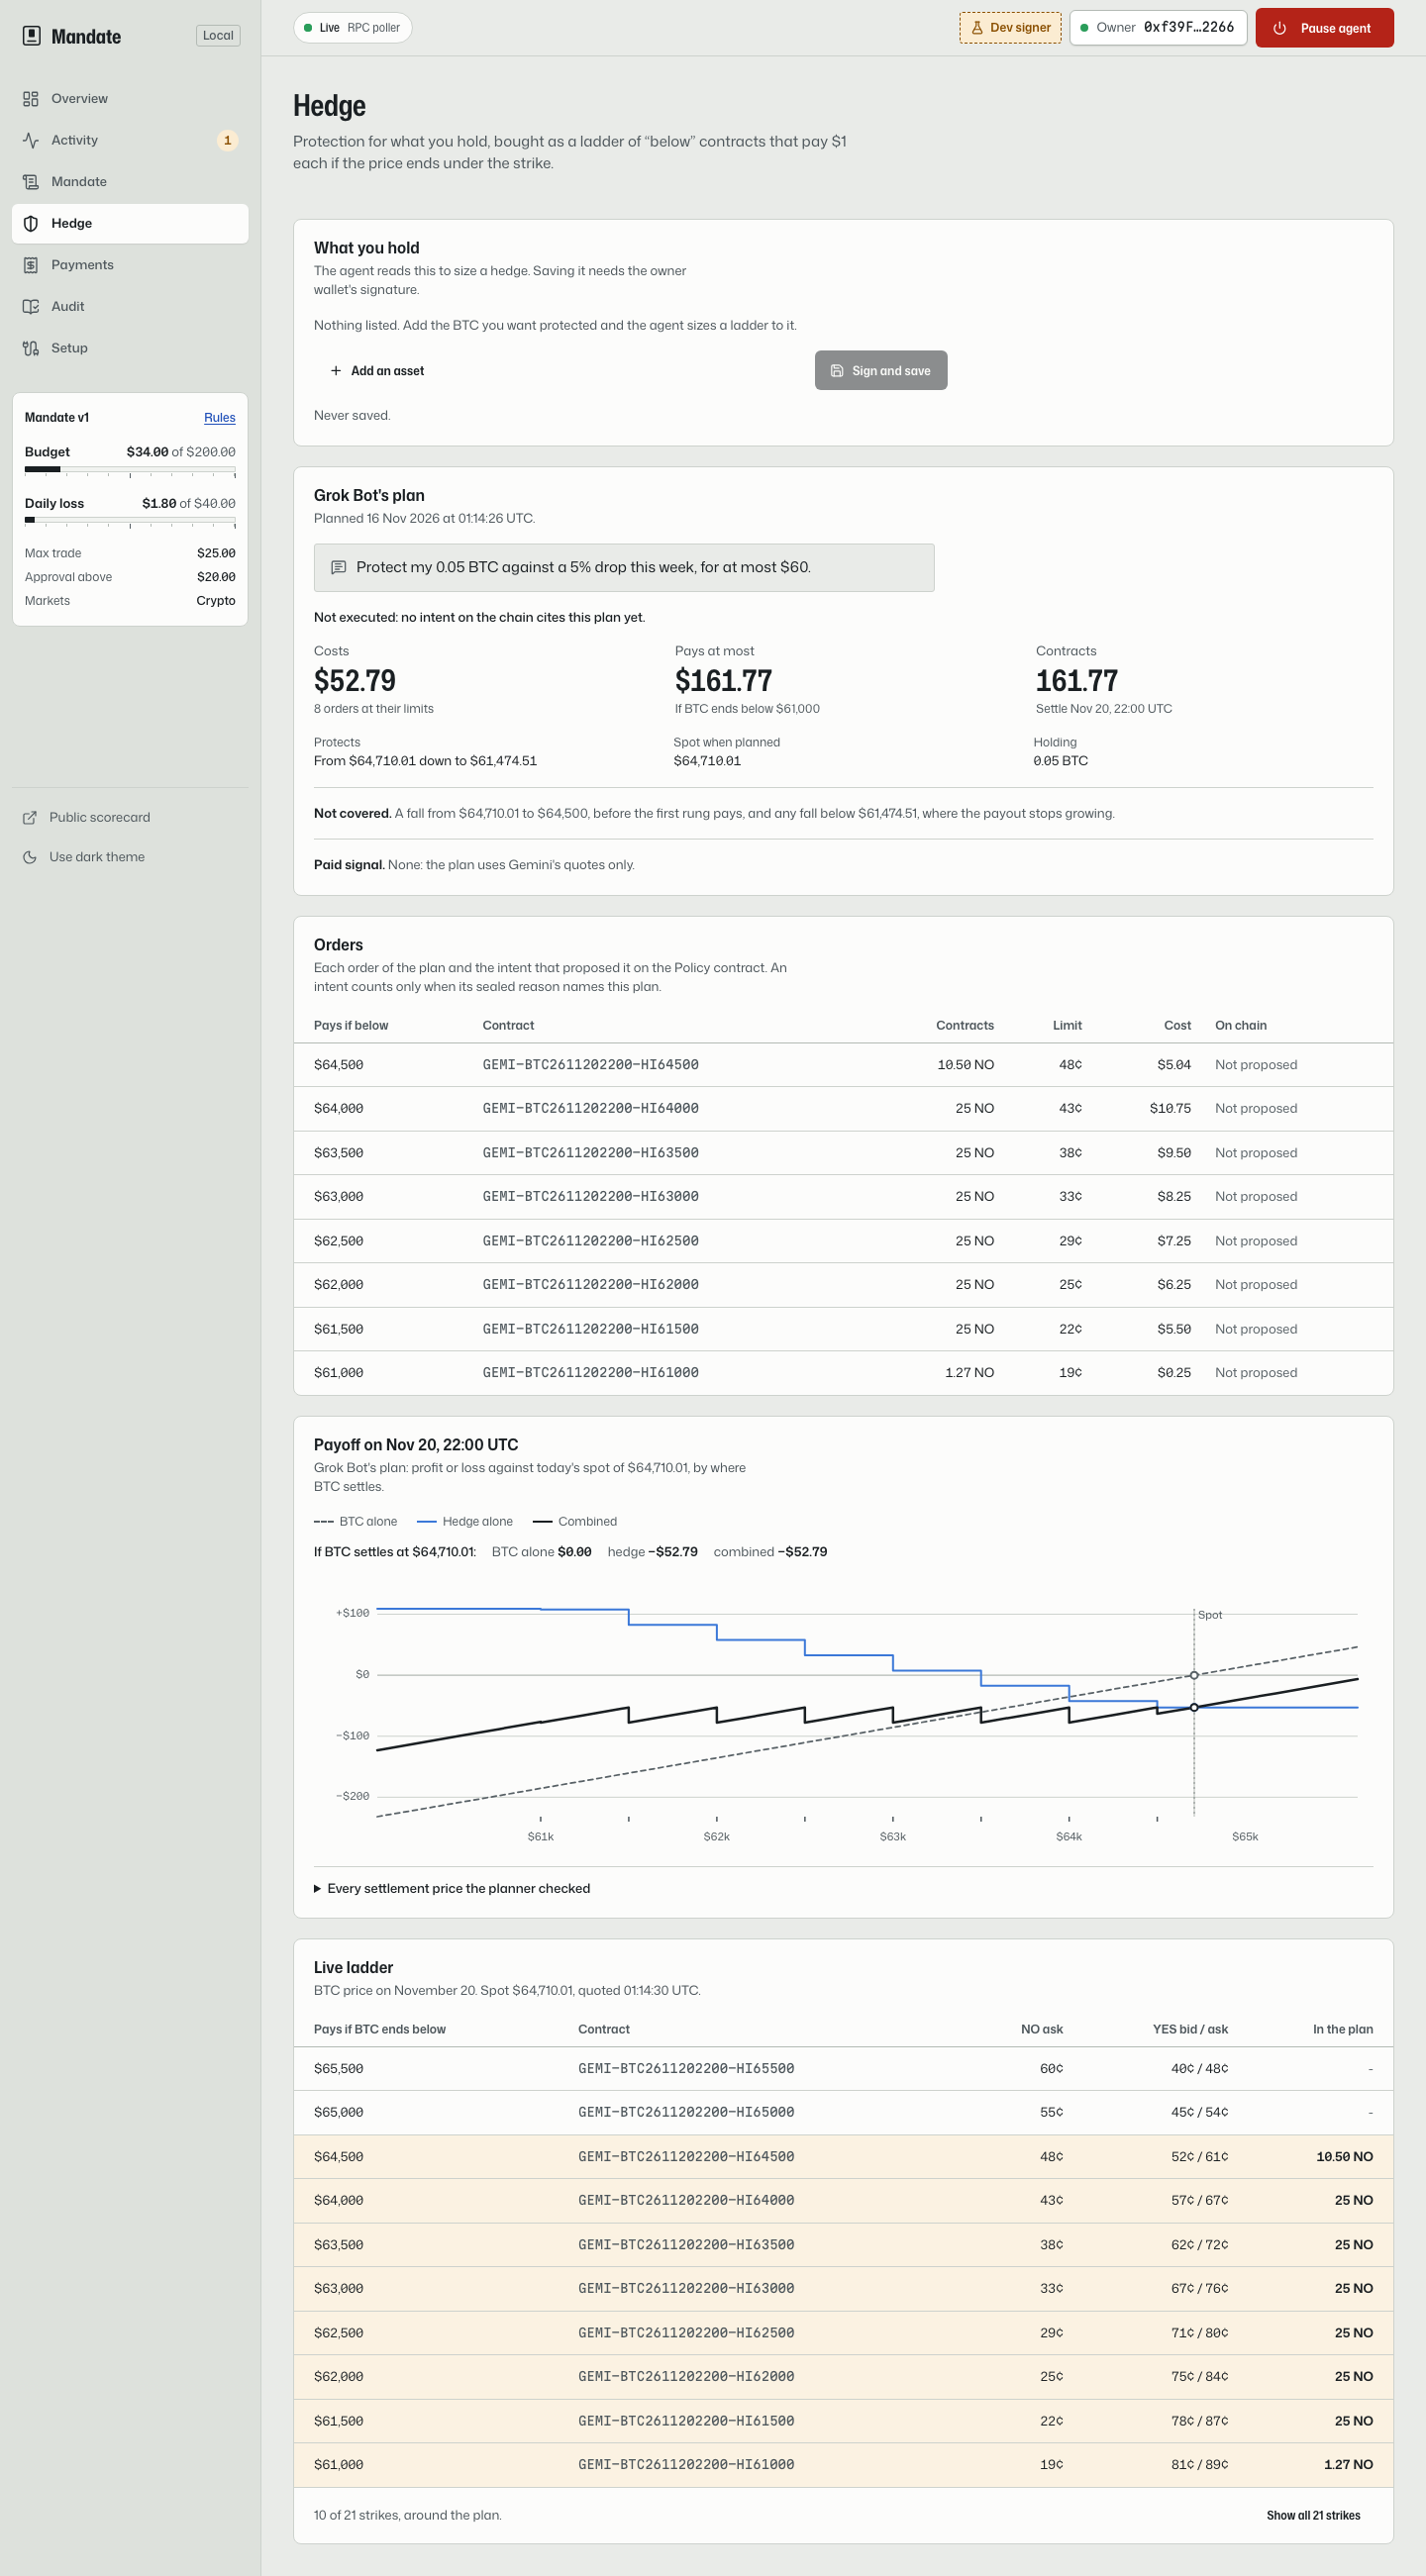 Mandate
Local
Overview
Activity
1
Mandate
Hedge
Payments
Audit
Setup
Mandate v1
Rules
Budget
$34.00 of $200.00
Daily loss
$1.80 of $40.00
Max trade
$25.00
Approval above
$20.00
Markets
Crypto
Public scorecard
Use dark theme
Live RPC poller
Dev signer
Owner 0xf39F…2266
Pause agent
Hedge
Protection for what you hold, bought as a ladder of “below” contracts that pay $1
each if the price ends under the strike.
What you hold
The agent reads this to size a hedge. Saving it needs the owner
wallet's signature.
Nothing listed. Add the BTC you want protected and the agent sizes a ladder to it.
Add an asset
Sign and save
Never saved.
Grok Bot's plan
Planned 16 Nov 2026 at 01:14:26 UTC.
Protect my 0.05 BTC against a 5% drop this week, for at most $60.
Not executed: no intent on the chain cites this plan yet.
Costs
$52.79
8 orders at their limits
Pays at most
$161.77
If BTC ends below $61,000
Contracts
161.77
Settle Nov 20, 22:00 UTC
Protects
From $64,710.01 down to $61,474.51
Spot when planned
$64,710.01
Holding
0.05 BTC
Not covered. A fall from $64,710.01 to $64,500, before the first rung pays, and any fall below $61,474.51, where the payout stops growing.
Paid signal. None: the plan uses Gemini's quotes only.
Orders
Each order of the plan and the intent that proposed it on the Policy contract. An
intent counts only when its sealed reason names this plan.
Pays if below Contract Contracts Limit Cost On chain
$64,500 GEMI-BTC2611202200-HI64500 10.50 NO 48¢ $5.04 Not proposed
$64,000 GEMI-BTC2611202200-HI64000 25 NO 43¢ $10.75 Not proposed
$63,500 GEMI-BTC2611202200-HI63500 25 NO 38¢ $9.50 Not proposed
$63,000 GEMI-BTC2611202200-HI63000 25 NO 33¢ $8.25 Not proposed
$62,500 GEMI-BTC2611202200-HI62500 25 NO 29¢ $7.25 Not proposed
$62,000 GEMI-BTC2611202200-HI62000 25 NO 25¢ $6.25 Not proposed
$61,500 GEMI-BTC2611202200-HI61500 25 NO 22¢ $5.50 Not proposed
$61,000 GEMI-BTC2611202200-HI61000 1.27 NO 19¢ $0.25 Not proposed
Payoff on Nov 20, 22:00 UTC
Grok Bot's plan: profit or loss against today's spot of $64,710.01, by where
BTC settles.
BTC alone Hedge alone Combined
If BTC settles at $64,710.01: BTC alone $0.00 hedge −$52.79 combined −$52.79
+$100
Spot
$0
−$100
−$200
$61k $62k $63k $64k $65k
Every settlement price the planner checked
Live ladder
BTC price on November 20. Spot $64,710.01, quoted 01:14:30 UTC.
Pays if BTC ends below Contract NO ask YES bid / ask In the plan
$65,500 GEMI-BTC2611202200-HI65500 60¢ 40¢ / 48¢ -
$65,000 GEMI-BTC2611202200-HI65000 55¢ 45¢ / 54¢ -
$64,500 GEMI-BTC2611202200-HI64500 48¢ 52¢ / 61¢ 10.50 NO
$64,000 GEMI-BTC2611202200-HI64000 43¢ 57¢ / 67¢ 25 NO
$63,500 GEMI-BTC2611202200-HI63500 38¢ 62¢ / 72¢ 25 NO
$63,000 GEMI-BTC2611202200-HI63000 33¢ 67¢ / 76¢ 25 NO
$62,500 GEMI-BTC2611202200-HI62500 29¢ 71¢ / 80¢ 25 NO
$62,000 GEMI-BTC2611202200-HI62000 25¢ 75¢ / 84¢ 25 NO
$61,500 GEMI-BTC2611202200-HI61500 22¢ 78¢ / 87¢ 25 NO
$61,000 GEMI-BTC2611202200-HI61000 19¢ 81¢ / 89¢ 1.27 NO
10 of 21 strikes, around the plan.
Show all 21 strikes